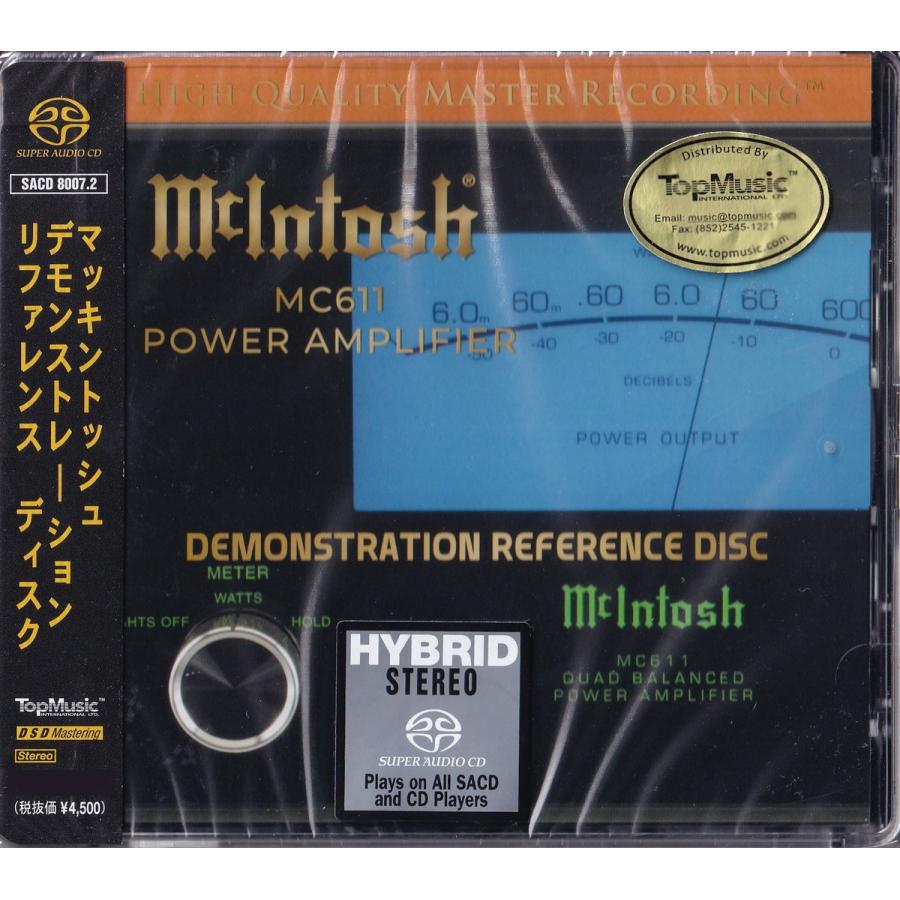 SUPER AUDIO CD
SACD 8007.2
マッキントッシュ
デモンストレーション
リファレンス ディスク
TopMusic™
INTERNATIONAL LTD.
DSD Mastering
Stereo
(税抜価 ¥4,500)
HIGH QUALITY MASTER RECORDING™
McIntosh®
MC611
POWER AMPLIFIER
Distributed By
TopMusic™
INTERNATIONAL LTD.
Email: music@topmusic.com
Fax: (852)2545-1221
www.topmusic.com
6.0m 60m .60 6.0 60 600
-50 -40 -30 -20 -10 0
DECIBELS
POWER OUTPUT
DEMONSTRATION REFERENCE DISC
METER
WATTS
HTS OFF HOLD
McIntosh
MC611
QUAD BALANCED
POWER AMPLIFIER
HYBRID
STEREO
SUPER AUDIO CD
Plays on All SACD
and CD Players